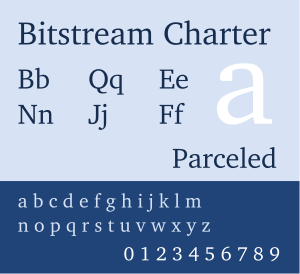 Bitstream Charter
Bb Qq Ee
a
Nn Jj Ff
Parceled
a b c d e f g h i j k l m
n o p q r s t u v w x y z
0 1 2 3 4 5 6 7 8 9